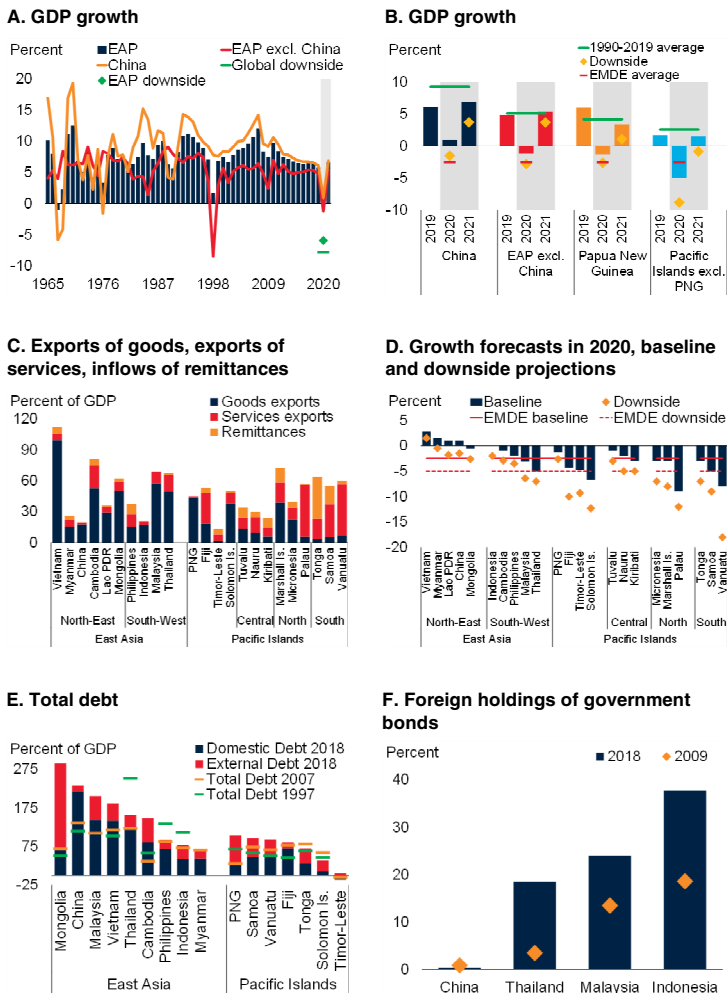 A. GDP growth
Percent
EAP
EAP excl. China
China
Global downside
EAP downside
20
15
10
5
0
-5
-10
1965 1976 1987 1998 2009 2020
B. GDP growth
Percent
1990-2019 average
Downside
EMDE average
10
5
0
-5
-10
2019 2020 2021 2019 2020 2021 2019 2020 2021 2019 2020 2021
China
EAP excl. China
Papua New Guinea
Pacific Islands excl. PNG
C. Exports of goods, exports of
services, inflows of remittances
Percent of GDP
Goods exports
Services exports
Remittances
120
90
60
30
0
Vietnam Myanmar China Cambodia Lao PDR Mongolia Philippines Indonesia Malaysia Thailand PNG Fiji Timor-Leste Solomon Is. Tuvalu Nauru Kiribati Marshall Is. Micronesia Palau Tonga Samoa Vanuatu
North-East South-West Central North South
East Asia Pacific Islands
D. Growth forecasts in 2020, baseline
and downside projections
Percent
Baseline
Downside
EMDE baseline
EMDE downside
5
0
-5
-10
-15
-20
Vietnam Myanmar Lao PDR China Mongolia Indonesia Cambodia Philippines Malaysia Thailand PNG Fiji Timor-Leste Solomon Is. Tuvalu Nauru Kiribati Micronesia Marshall Is. Palau Tonga Samoa Vanuatu
North-East South-West Central North South
East Asia Pacific Islands
E. Total debt
Percent of GDP
Domestic Debt 2018
External Debt 2018
Total Debt 2007
Total Debt 1997
275
175
75
-25
Mongolia China Malaysia Vietnam Thailand Cambodia Philippines Indonesia Myanmar PNG Samoa Vanuatu Fiji Tonga Solomon Is. Timor-Leste
East Asia Pacific Islands
F. Foreign holdings of government
bonds
Percent
2018
2009
40
30
20
10
0
China Thailand Malaysia Indonesia